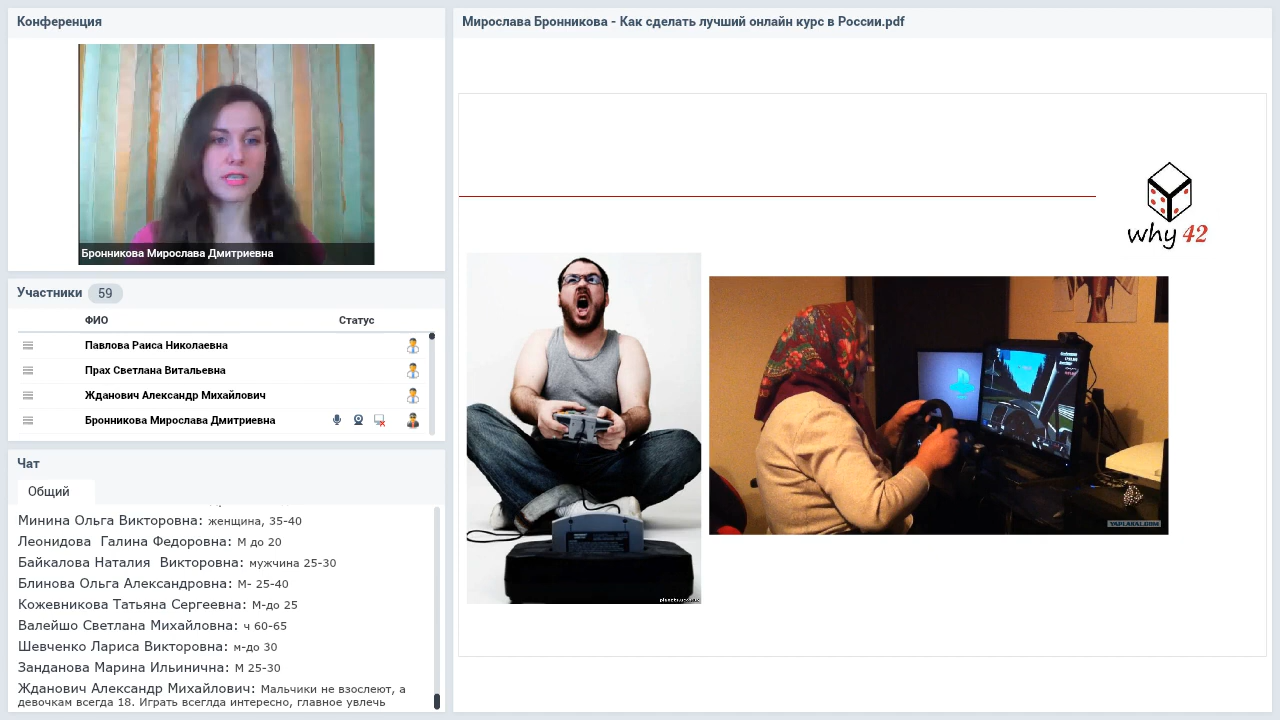 Конференция
Бронникова Мирослава Дмитриевна
Участники 59
ФИО Статус
Павлова Раиса Николаевна
Прах Светлана Витальевна
Жданович Александр Михайлович
Бронникова Мирослава Дмитриевна
Чат
Общий
Минина Ольга Викторовна: женщина, 35-40
Леонидова Галина Федоровна: М до 20
Байкалова Наталия Викторовна: мужчина 25-30
Блинова Ольга Александровна: М- 25-40
Кожевникова Татьяна Сергеевна: М-до 25
Валейшо Светлана Михайловна: ч 60-65
Шевченко Лариса Викторовна: м-до 30
Занданова Марина Ильинична: М 25-30
Жданович Александр Михайлович: Мальчики не взослеют, а
девочкам всегда 18. Играть всеглда интересно, главное увлечь
Мирослава Бронникова - Как сделать лучший онлайн курс в России.pdf
why 42
YAPLAKAL.COM